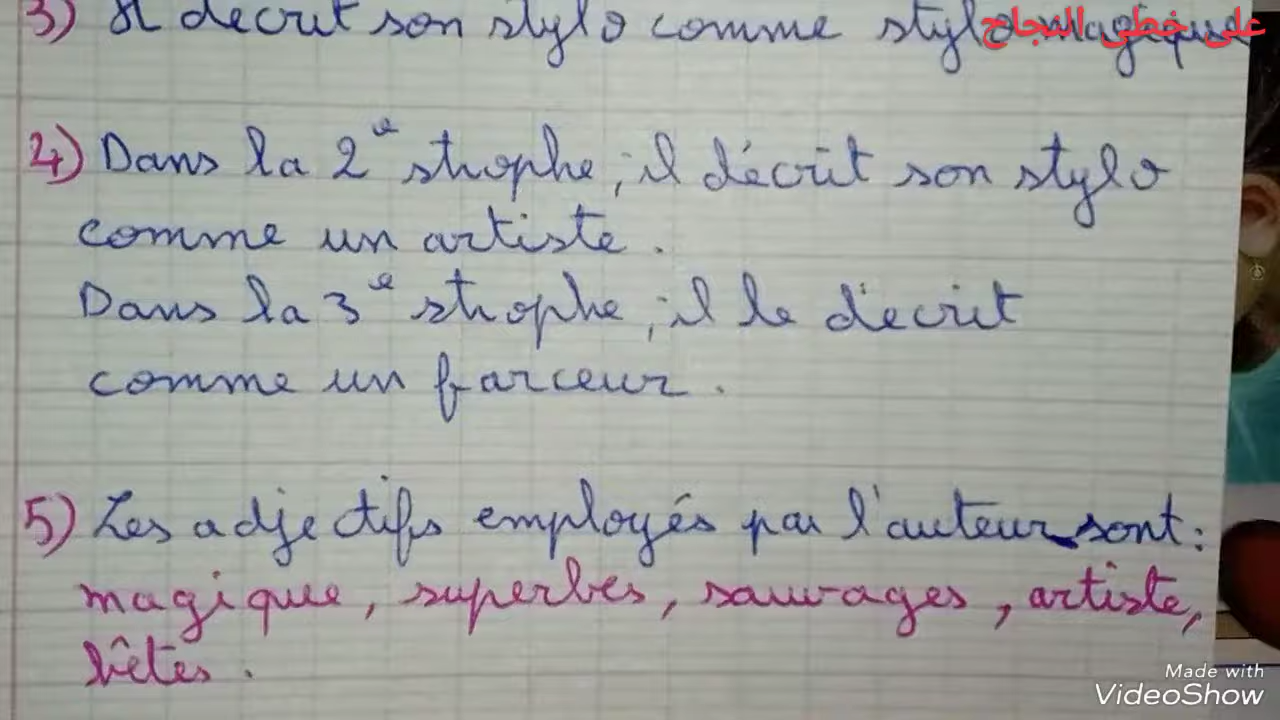 3) Il décrit son stylo comme stylo magique
على خطى النجاح
4) Dans la 2e strophe, il décrit son stylo
comme un artiste.
Dans la 3e strophe, il le décrit
comme un farceur.
5) Les adjectifs employés par l'auteur sont:
magique, superbes, sauvages, artiste,
bêtes.
Made with
VideoShow